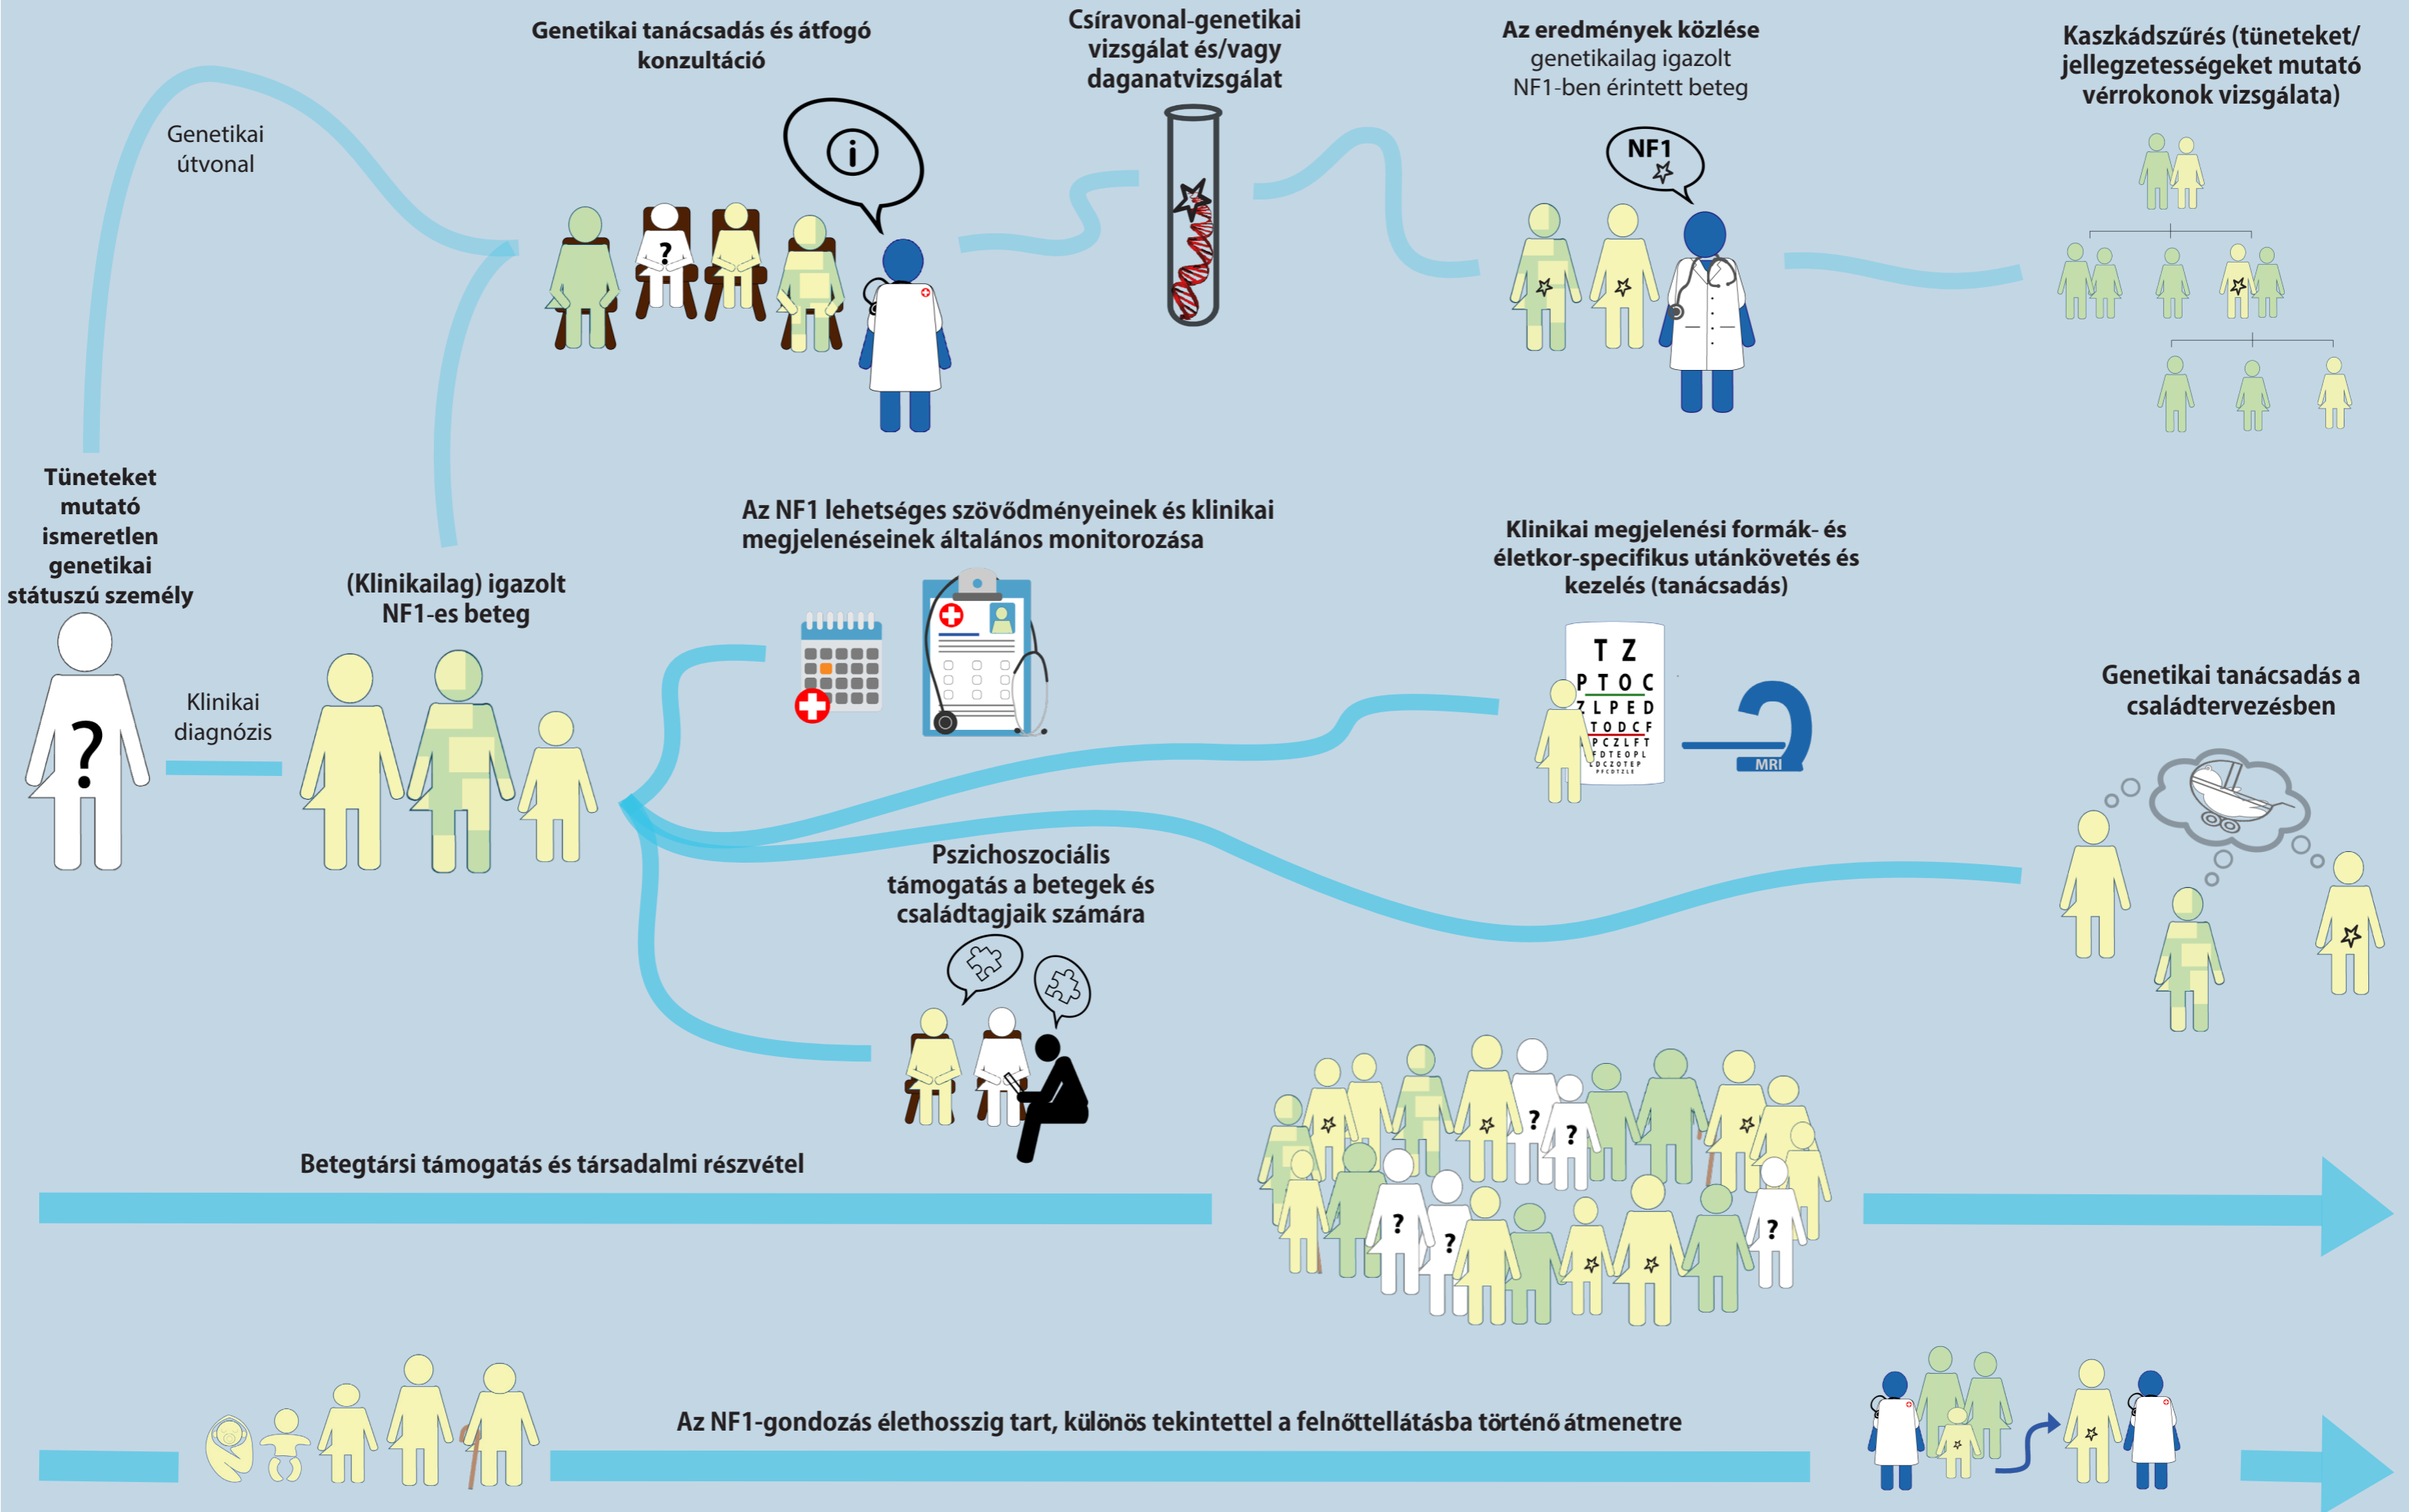 Genetikai tanácsadás és átfogó
konzultáció
Csíravonal-genetikai
vizsgálat és/vagy
daganatvizsgálat
Az eredmények közlése
genetikailag igazolt
NF1-ben érintett beteg
Kaszkádszűrés (tüneteket/
jellegzetességeket mutató
vérrokonok vizsgálata)
Genetikai
útvonal
i
?
NF1
Tüneteket
mutató
ismeretlen
genetikai
státuszú személy
?
Klinikai
diagnózis
(Klinikailag) igazolt
NF1-es beteg
Az NF1 lehetséges szövődményeinek és klinikai
megjelenéseinek általános monitorozása
Klinikai megjelenési formák- és
életkor-specifikus utánkövetés és
kezelés (tanácsadás)
T Z
P T O C
Z L P E D
T O D C F
P C Z L F T
F D T E O P L
L D C Z O T E P
P F C D T Z L E
MRI
Genetikai tanácsadás a
családtervezésben
Pszichoszociális
támogatás a betegek és
családtagjaik számára
Betegtársi támogatás és társadalmi részvétel
?
?
?
?
?
Az NF1-gondozás élethosszig tart, különös tekintettel a felnőttellátásba történő átmenetre